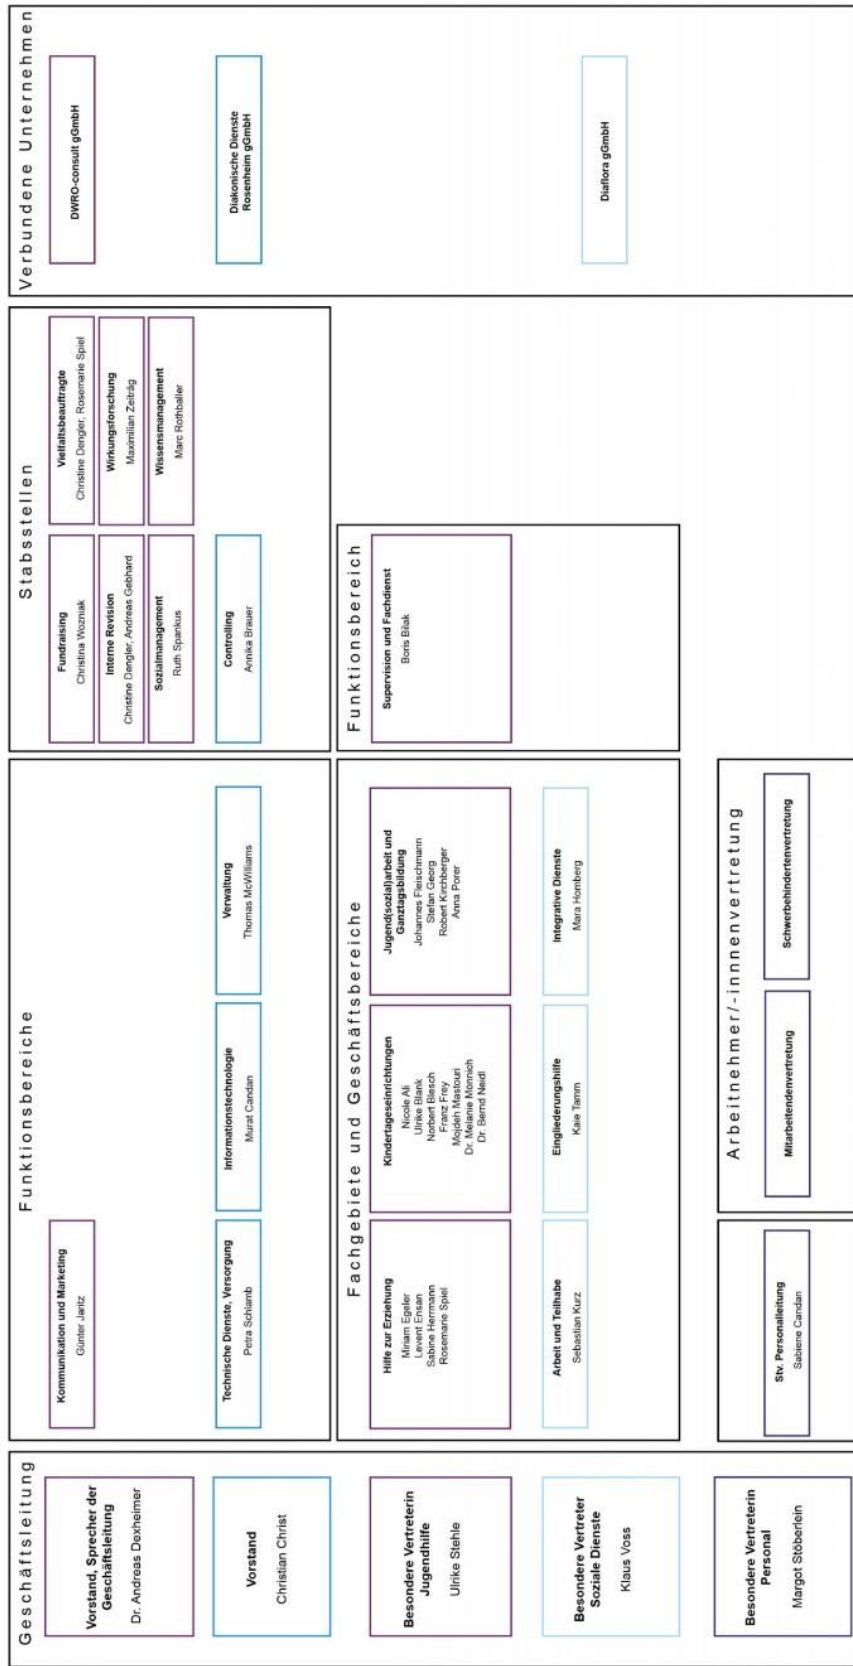 Geschäftsleitung
Vorstand, Sprecher der
Geschäftsleitung
Dr. Andreas Dexheimer
Vorstand
Christian Christ
Besondere Vertreterin
Jugendhilfe
Ulrike Stehle
Besondere Vertreter
Soziale Dienste
Klaus Voss
Besondere Vertreterin
Personal
Margot Stöberlein
Funktionsbereiche
Kommunikation und Marketing
Günter Jaritz
Technische Dienste, Versorgung
Petra Schlamb
Informationstechnologie
Murat Candan
Verwaltung
Thomas McWilliams
Fachgebiete und Geschäftsbereiche
Hilfe zur Erziehung
Miriam Egeler
Levent Ensan
Sabine Herrmann
Rosemarie Spiel
Kindertageseinrichtungen
Nicole Ali
Ulrike Blank
Norbert Blesch
Franz Frey
Mojdeh Mastouri
Dr. Melanie Mönnich
Dr. Bernd Neidl
Jugend(sozial)arbeit und
Ganztagsbildung
Johannes Fleischmann
Stefan Georg
Robert Kirchberger
Anna Porer
Arbeit und Teilhabe
Sebastian Kurz
Eingliederungshilfe
Kaie Tamm
Integrative Dienste
Mara Homberg
Stv. Personalleitung
Sabiene Candan
Arbeitnehmer/-innnenvertretung
Mitarbeitendenvertretung
Schwerbehindertenvertretung
Stabsstellen
Fundraising
Christina Wozniak
Vielfaltsbeauftragte
Christine Dengler, Rosemarie Spiel
Interne Revision
Christine Dengler, Andreas Gebhard
Wirkungsforschung
Maximilian Zeiträg
Sozialmanagement
Ruth Spankus
Wissensmanagement
Marc Rothballer
Controlling
Annika Brauer
Funktionsbereich
Supervision und Fachdienst
Boris Bilak
Verbundene Unternehmen
DWRO-consult gGmbH
Diakonische Dienste
Rosenheim gGmbH
Diaflora gGmbH